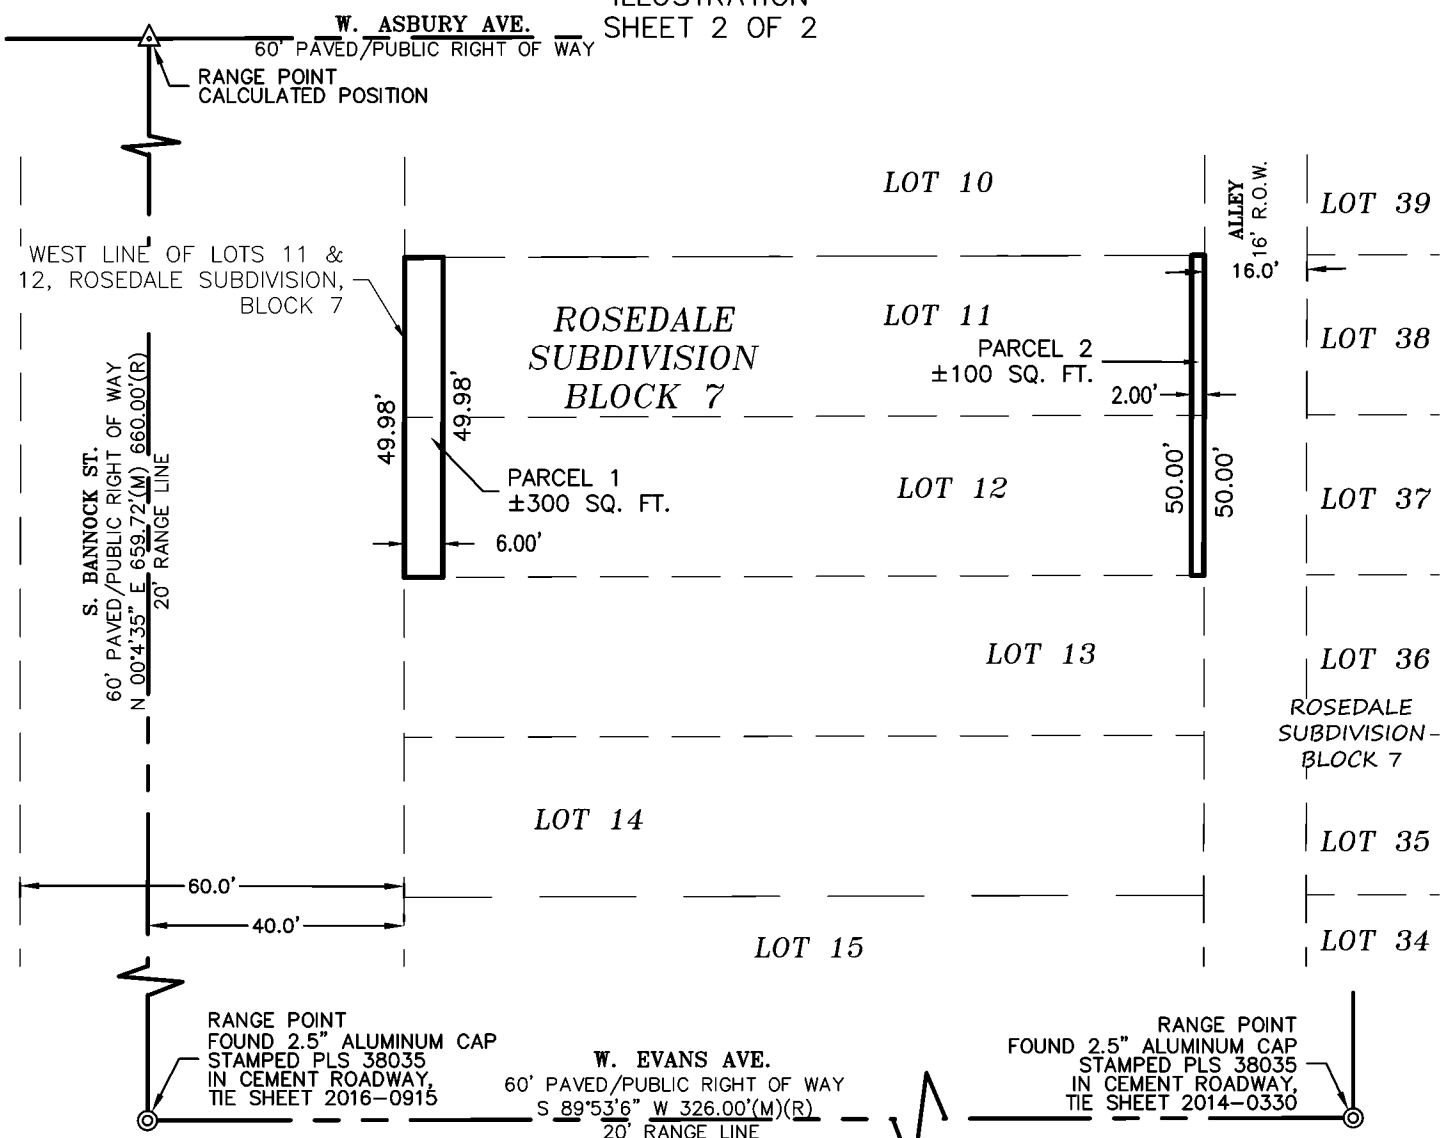 ILLUSTRATION
SHEET 2 OF 2
W. ASBURY AVE.
60' PAVED/PUBLIC RIGHT OF WAY
RANGE POINT
CALCULATED POSITION
LOT 10
ALLEY
16' R.O.W.
LOT 39
WEST LINE OF LOTS 11 &
12, ROSEDALE SUBDIVISION,
BLOCK 7
16.0'
ROSEDALE
SUBDIVISION
BLOCK 7
LOT 11
PARCEL 2
±100 SQ. FT.
2.00'
LOT 38
49.98'
49.98'
PARCEL 1
±300 SQ. FT.
6.00'
LOT 12
50.00'
50.00'
LOT 37
S. BANNOCK ST.
60' PAVED/PUBLIC RIGHT OF WAY
N 00°4'35" E 659.72'(M) 660.00'(R)
20' RANGE LINE
LOT 13
LOT 36
ROSEDALE
SUBDIVISION
BLOCK 7
LOT 14
LOT 35
60.0'
40.0'
LOT 15
LOT 34
RANGE POINT
FOUND 2.5" ALUMINUM CAP
STAMPED PLS 38035
IN CEMENT ROADWAY,
TIE SHEET 2016-0915
W. EVANS AVE.
60' PAVED/PUBLIC RIGHT OF WAY
S 89°53'6" W 326.00'(M)(R)
20' RANGE LINE
RANGE POINT
FOUND 2.5" ALUMINUM CAP
STAMPED PLS 38035
IN CEMENT ROADWAY,
TIE SHEET 2014-0330